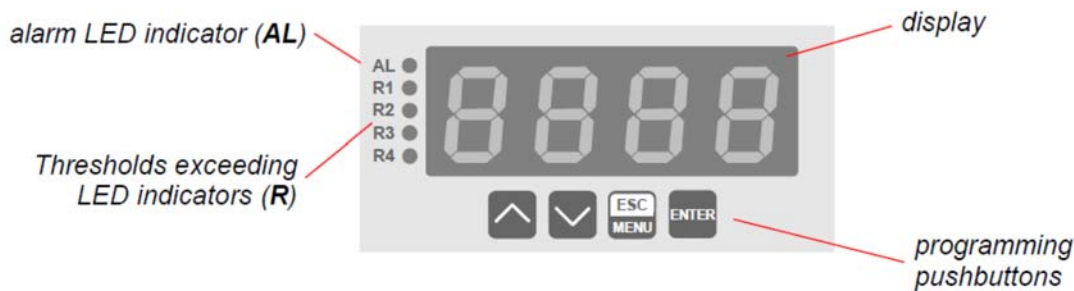 alarm LED indicator (AL)
display
AL
R1
R2
R3
R4
8888
Thresholds exceeding
LED indicators (R)
ESC
MENU
ENTER
programming
pushbuttons